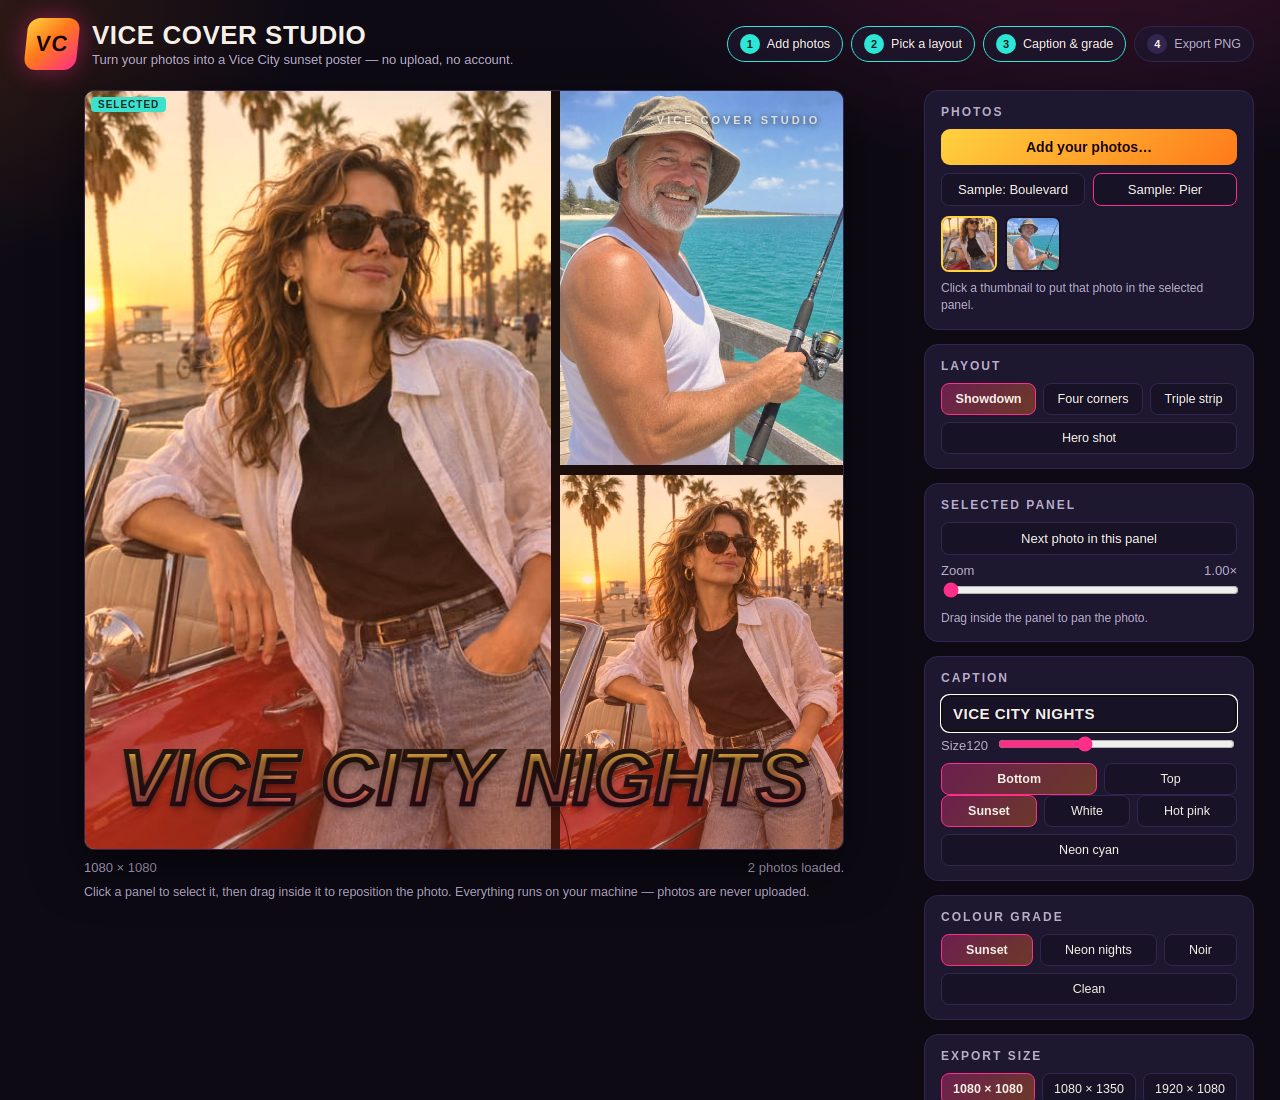 VC
VICE COVER STUDIO
Turn your photos into a Vice City sunset poster — no upload, no account.
1 Add photos
2 Pick a layout
3 Caption & grade
4 Export PNG
SELECTED
VICE COVER STUDIO
VICE CITY NIGHTS
1080 × 1080
2 photos loaded.
Click a panel to select it, then drag inside it to reposition the photo. Everything runs on your machine — photos are never uploaded.
PHOTOS
Add your photos…
Sample: Boulevard
Sample: Pier
Click a thumbnail to put that photo in the selected
panel.
LAYOUT
Showdown
Four corners
Triple strip
Hero shot
SELECTED PANEL
Next photo in this panel
Zoom
1.00×
Drag inside the panel to pan the photo.
CAPTION
VICE CITY NIGHTS
Size120
Bottom
Top
Sunset
White
Hot pink
Neon cyan
COLOUR GRADE
Sunset
Neon nights
Noir
Clean
EXPORT SIZE
1080 × 1080
1080 × 1350
1920 × 1080